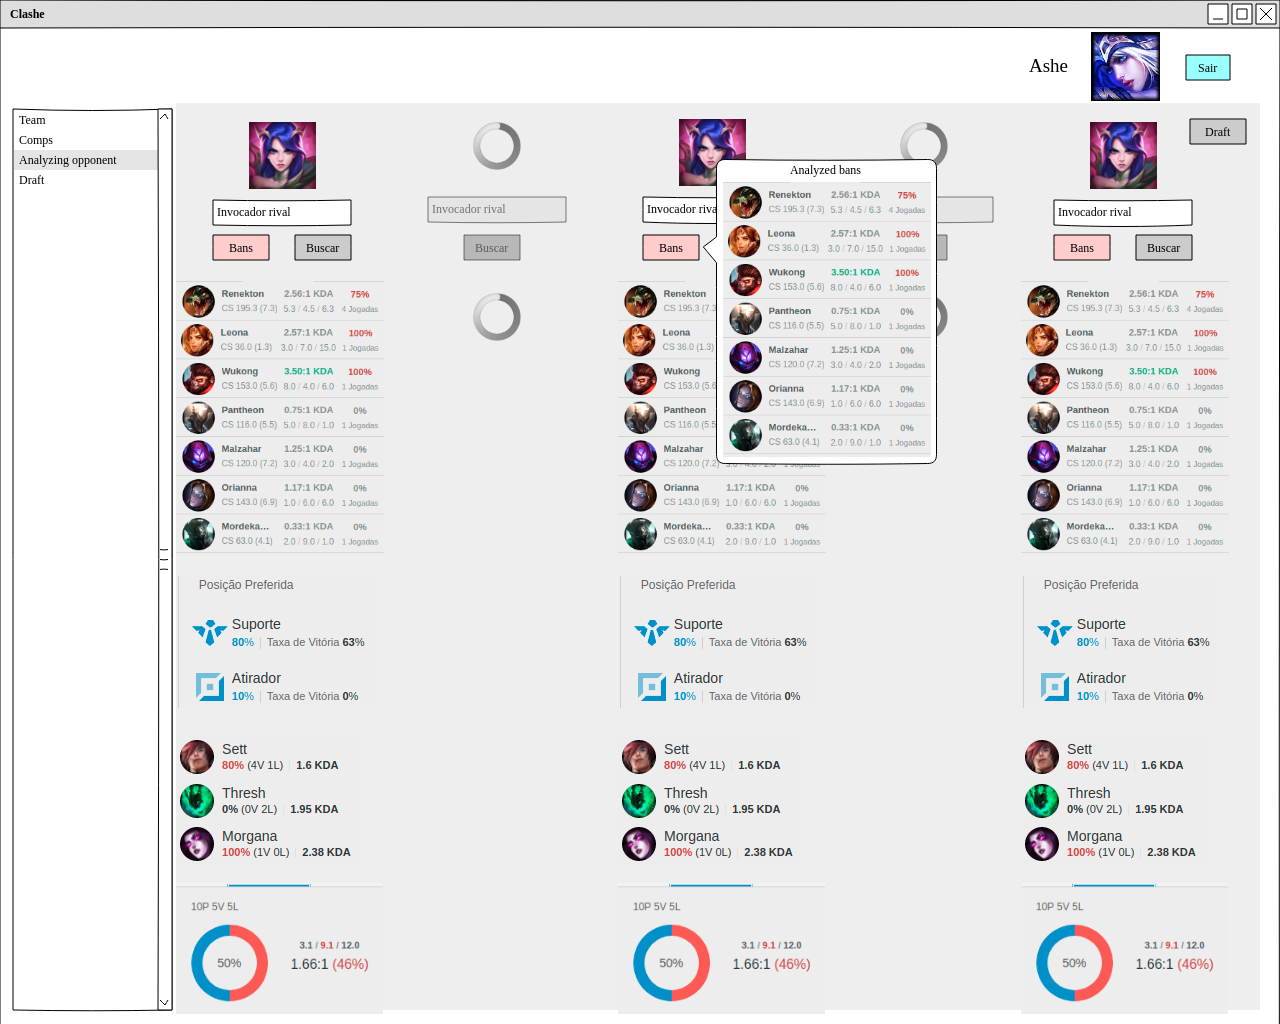 Clashe
Ashe
Sair
Team
Comps
Analyzing opponent
Draft
Draft
Invocador rival
Bans
Buscar
Renekton 2.56:1 KDA 75%
CS 195.3 (7.3) 5.3 / 4.5 / 6.3 4 Jogadas
Leona 2.57:1 KDA 100%
CS 36.0 (1.3) 3.0 / 7.0 / 15.0 1 Jogadas
Wukong 3.50:1 KDA 100%
CS 153.0 (5.6) 8.0 / 4.0 / 6.0 1 Jogadas
Pantheon 0.75:1 KDA 0%
CS 116.0 (5.5) 5.0 / 8.0 / 1.0 1 Jogadas
Malzahar 1.25:1 KDA 0%
CS 120.0 (7.2) 3.0 / 4.0 / 2.0 1 Jogadas
Orianna 1.17:1 KDA 0%
CS 143.0 (6.9) 1.0 / 6.0 / 6.0 1 Jogadas
Mordeka... 0.33:1 KDA 0%
CS 63.0 (4.1) 2.0 / 9.0 / 1.0 1 Jogadas
Posição Preferida
Suporte
80% | Taxa de Vitória 63%
Atirador
10% | Taxa de Vitória 0%
Sett
80% (4V 1L) 1.6 KDA
Thresh
0% (0V 2L) 1.95 KDA
Morgana
100% (1V 0L) 2.38 KDA
10P 5V 5L
50%
3.1 / 9.1 / 12.0
1.66:1 (46%)
Invocador rival
Buscar
Invocador riva
Bans
Renekton
CS 195.3 (7.3
Leona
CS 36.0 (1.3)
Wukong
CS 153.0 (5.6
Pantheon
CS 116.0 (5.5
Malzahar
CS 120.0 (7.2) 3.0 / 4.0 / 2.0 1 Jogadas
Orianna 1.17:1 KDA 0%
CS 143.0 (6.9) 1.0 / 6.0 / 6.0 1 Jogadas
Mordeka... 0.33:1 KDA 0%
CS 63.0 (4.1) 2.0 / 9.0 / 1.0 1 Jogadas
Posição Preferida
Suporte
80% | Taxa de Vitória 63%
Atirador
10% | Taxa de Vitória 0%
Sett
80% (4V 1L) 1.6 KDA
Thresh
0% (0V 2L) 1.95 KDA
Morgana
100% (1V 0L) 2.38 KDA
10P 5V 5L
50%
3.1 / 9.1 / 12.0
1.66:1 (46%)
Analyzed bans
Renekton 2.56:1 KDA 75%
CS 195.3 (7.3) 5.3 / 4.5 / 6.3 4 Jogadas
Leona 2.57:1 KDA 100%
CS 36.0 (1.3) 3.0 / 7.0 / 15.0 1 Jogadas
Wukong 3.50:1 KDA 100%
CS 153.0 (5.6) 8.0 / 4.0 / 6.0 1 Jogadas
Pantheon 0.75:1 KDA 0%
CS 116.0 (5.5) 5.0 / 8.0 / 1.0 1 Jogadas
Malzahar 1.25:1 KDA 0%
CS 120.0 (7.2) 3.0 / 4.0 / 2.0 1 Jogadas
Orianna 1.17:1 KDA 0%
CS 143.0 (6.9) 1.0 / 6.0 / 6.0 1 Jogadas
Mordeka... 0.33:1 KDA 0%
CS 63.0 (4.1) 2.0 / 9.0 / 1.0 1 Jogadas
Invocador rival
Bans
Buscar
Renekton 2.56:1 KDA 75%
CS 195.3 (7.3) 5.3 / 4.5 / 6.3 4 Jogadas
Leona 2.57:1 KDA 100%
CS 36.0 (1.3) 3.0 / 7.0 / 15.0 1 Jogadas
Wukong 3.50:1 KDA 100%
CS 153.0 (5.6) 8.0 / 4.0 / 6.0 1 Jogadas
Pantheon 0.75:1 KDA 0%
CS 116.0 (5.5) 5.0 / 8.0 / 1.0 1 Jogadas
Malzahar 1.25:1 KDA 0%
CS 120.0 (7.2) 3.0 / 4.0 / 2.0 1 Jogadas
Orianna 1.17:1 KDA 0%
CS 143.0 (6.9) 1.0 / 6.0 / 6.0 1 Jogadas
Mordeka... 0.33:1 KDA 0%
CS 63.0 (4.1) 2.0 / 9.0 / 1.0 1 Jogadas
Posição Preferida
Suporte
80% | Taxa de Vitória 63%
Atirador
10% | Taxa de Vitória 0%
Sett
80% (4V 1L) 1.6 KDA
Thresh
0% (0V 2L) 1.95 KDA
Morgana
100% (1V 0L) 2.38 KDA
10P 5V 5L
50%
3.1 / 9.1 / 12.0
1.66:1 (46%)